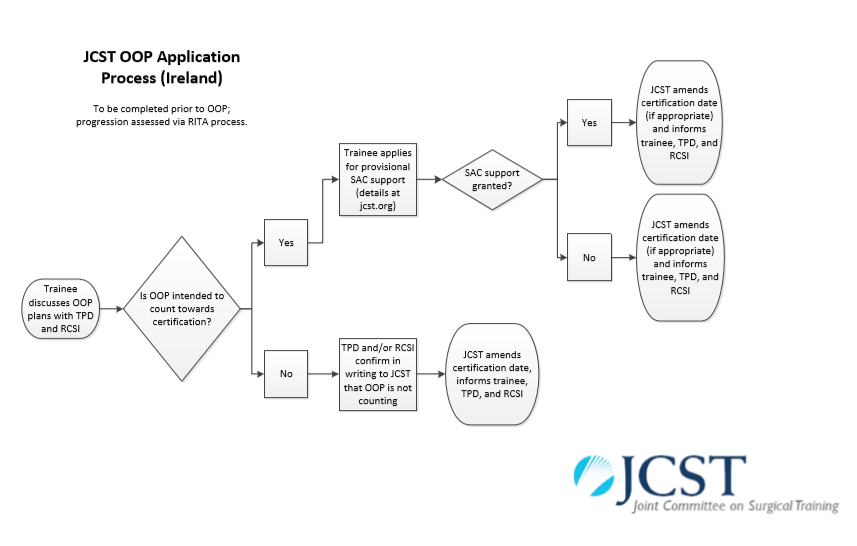 JCST OOP Application
Process (Ireland)
To be completed prior to OOP;
progression assessed via RITA process.
Trainee
discusses OOP
plans with TPD
and RCSI
Is OOP intended to
count towards
certification?
Yes
Trainee applies
for provisional
SAC support
(details at
jcst.org)
SAC support
granted?
Yes
JCST amends
certification date
(if appropriate)
and informs
trainee, TPD, and
RCSI
No
JCST amends
certification date
(if appropriate)
and informs
trainee, TPD, and
RCSI
No
TPD and/or RCSI
confirm in
writing to JCST
that OOP is not
counting
JCST amends
certification date,
informs trainee,
TPD, and RCSI
JCST
Joint Committee on Surgical Training